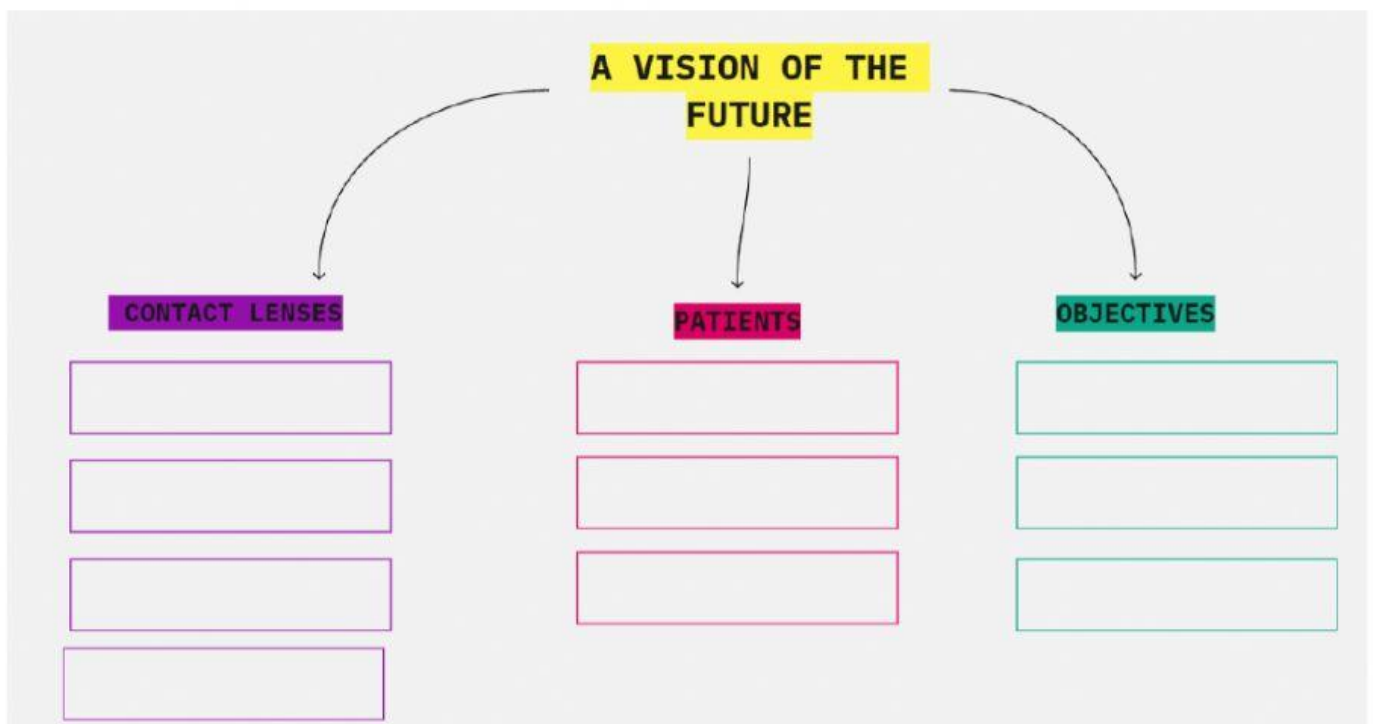 A VISION OF THE
FUTURE
CONTACT LENSES
PATIENTS
OBJECTIVES